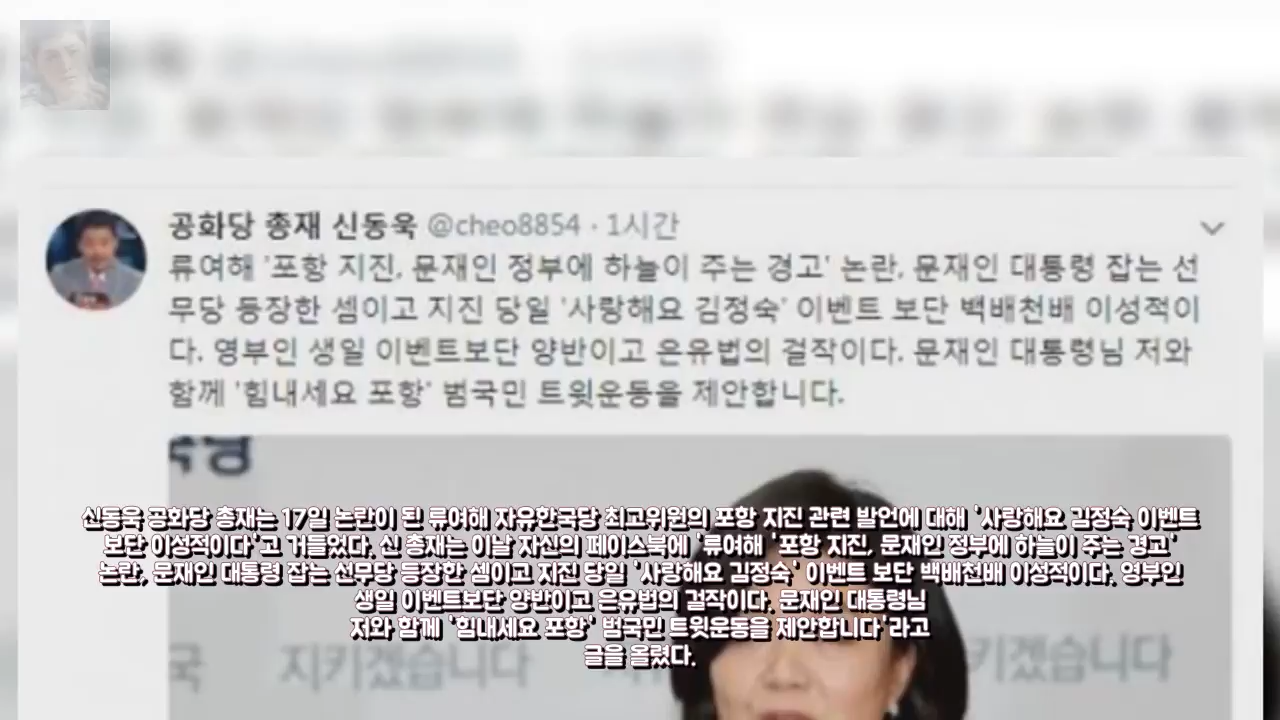 공화당 총재 신동욱 @cheo8854 · 1시간
류여해 '포항 지진, 문재인 정부에 하늘이 주는 경고' 논란, 문재인 대통령 잡는 선
무당 등장한 셈이고 지진 당일 '사랑해요 김정숙' 이벤트 보단 백배천배 이성적이
다. 영부인 생일 이벤트보단 양반이고 은유법의 걸작이다. 문재인 대통령님 저와
함께 '힘내세요 포항' 범국민 트윗운동을 제안합니다.
신동욱 공화당 총재는 17일 논란이 된 류여해 자유한국당 최고위원의 포항 지진 관련 발언에 대해 '사랑해요 김정숙 이벤트
보단 이성적이다'고 거들었다. 신 총재는 이날 자신의 페이스북에 '류여해 '포항 지진, 문재인 정부에 하늘이 주는 경고'
논란, 문재인 대통령 잡는 선무당 등장한 셈이고 지진 당일 '사랑해요 김정숙' 이벤트 보단 백배천배 이성적이다. 영부인
생일 이벤트보단 양반이고 은유법의 걸작이다. 문재인 대통령님
저와 함께 '힘내세요 포항' 범국민 트윗운동을 제안합니다'라고
글을 올렸다.
국 지키겠습니다 키겠습니다